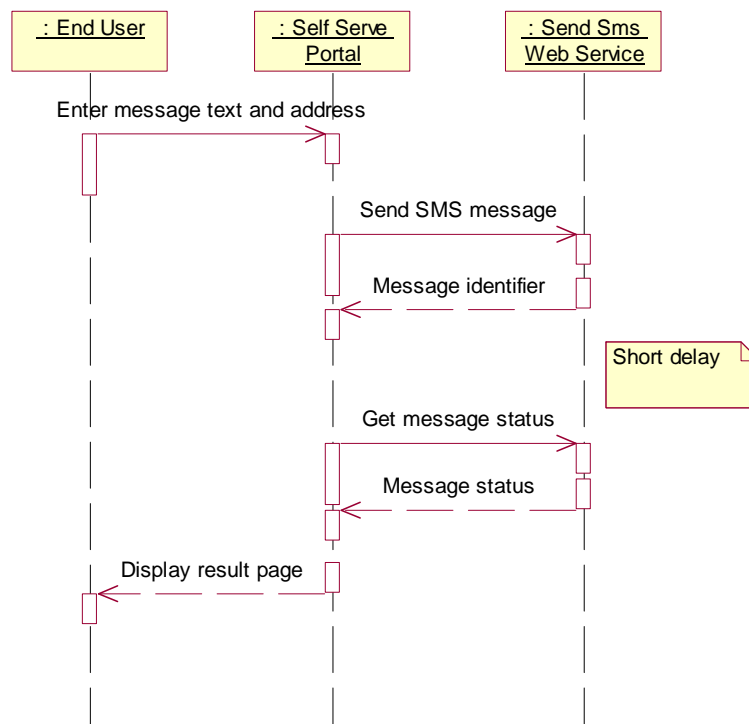 : End User
: Self Serve
Portal
: Send Sms
Web Service
Enter message text and address
Send SMS message
Message identifier
Short delay
Get message status
Message status
Display result page